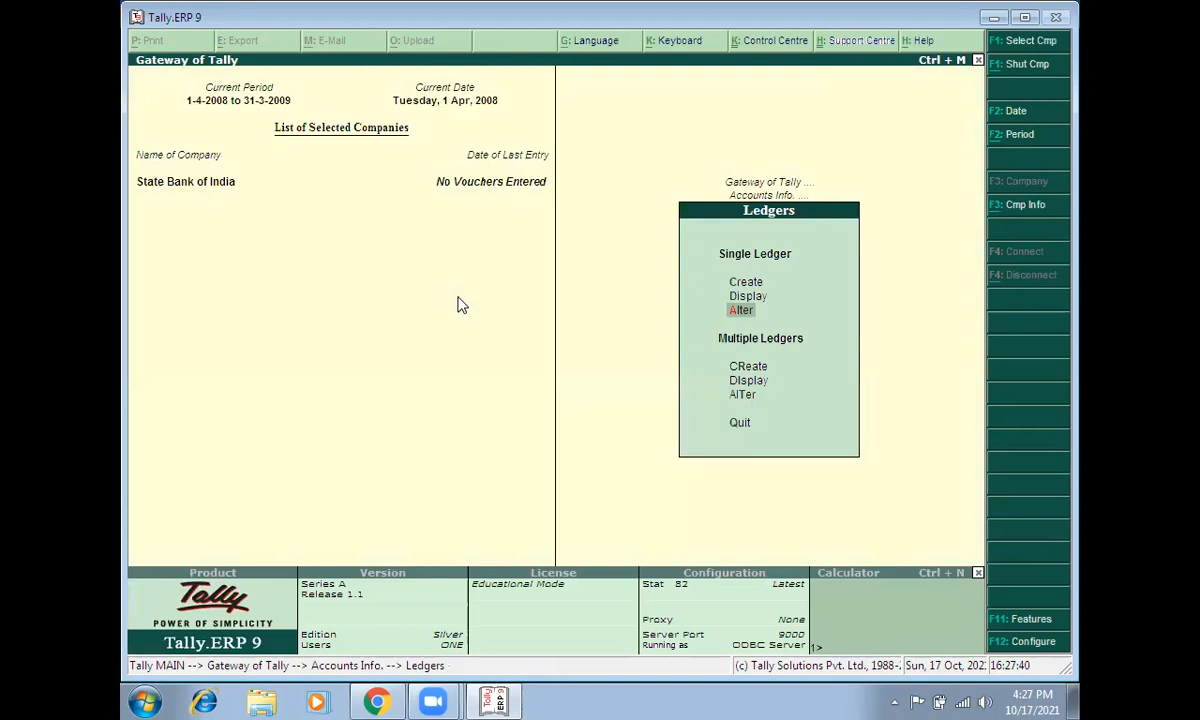 Tally.ERP 9
P: Print E: Export M: E-Mail O: Upload G: Language K: Keyboard K: Control Centre H: Support Centre H: Help
F1: Select Cmp
Gateway of Tally Ctrl + M
F1: Shut Cmp
Current Period Current Date
1-4-2008 to 31-3-2009 Tuesday, 1 Apr, 2008
F2: Date
List of Selected Companies
F2: Period
Name of Company Date of Last Entry
State Bank of India No Vouchers Entered
Gateway of Tally ....
F3: Company
Accounts Info. ....
F3: Cmp Info
Ledgers
Single Ledger
F4: Connect
F4: Disconnect
Create
Display
Alter
Multiple Ledgers
CReate
DIsplay
AlTer
Quit
Product Version License Configuration Calculator Ctrl + N
Tally
POWER OF SIMPLICITY
Tally.ERP 9
Series A
Release 1.1
Edition Silver
Users ONE
Educational Mode
Stat 82 Latest
Proxy None
Server Port 9000
Running as ODBC Server
1>
F11: Features
F12: Configure
Tally MAIN --> Gateway of Tally --> Accounts Info. --> Ledgers (c) Tally Solutions Pvt. Ltd., 1988- Sun, 17 Oct, 202 16:27:40
Tally ERP 9
4:27 PM
10/17/2021